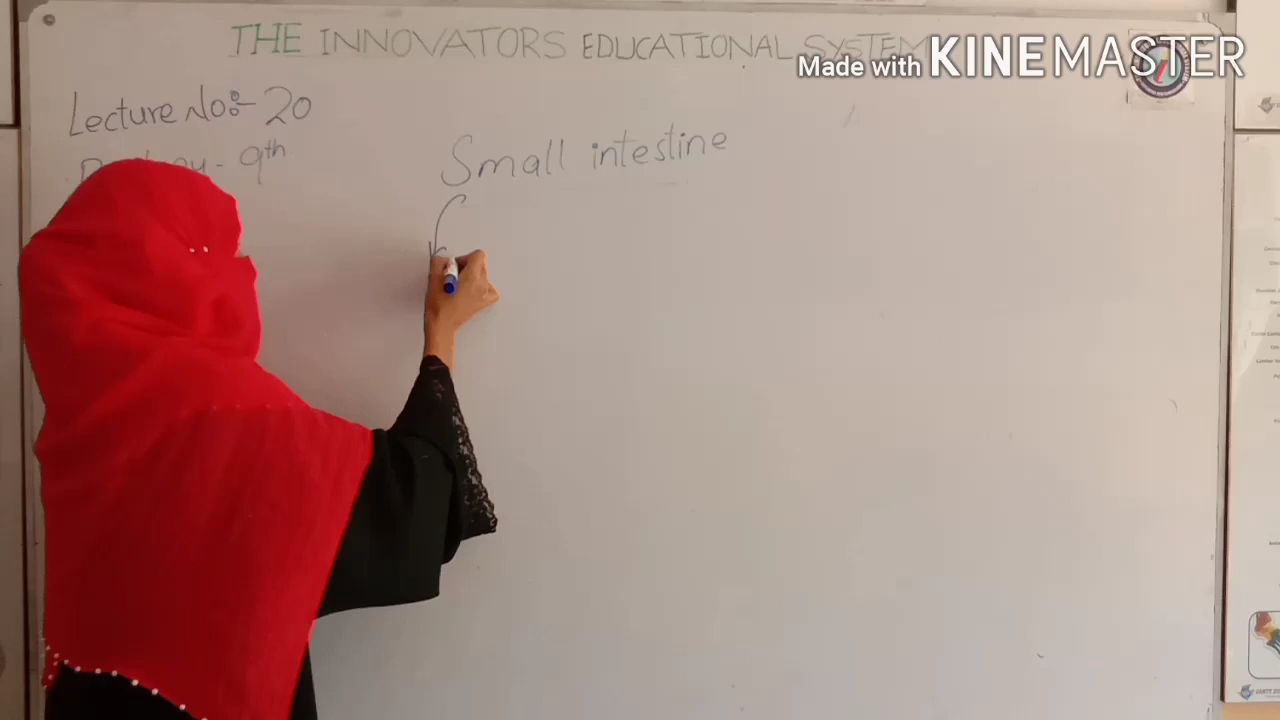 THE INNOVATORS EDUCATIONAL SYSTEM
Made with KINEMASTER
Lecture No:- 20
9th
Small intestine